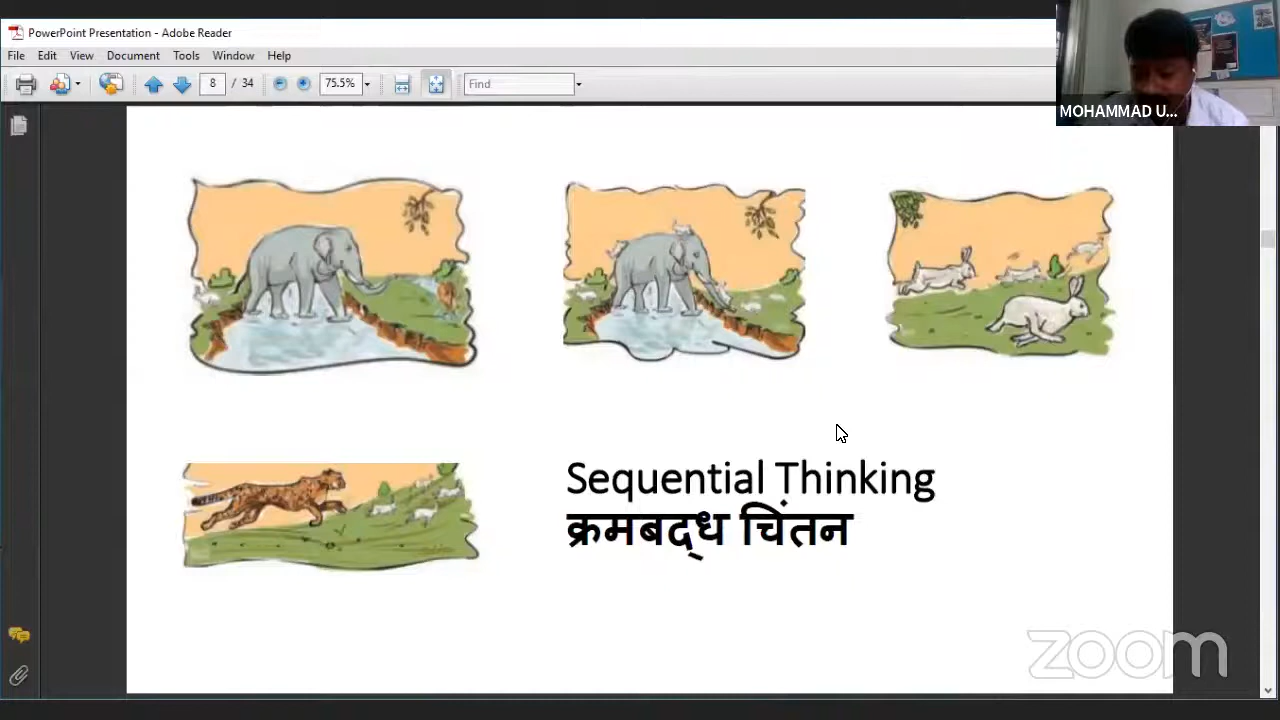 PowerPoint Presentation - Adobe Reader
File Edit View Document Tools Window Help
8 / 34 75.5% Find
MOHAMMAD U...
Sequential Thinking
क्रमबद्ध चिंतन
zoom